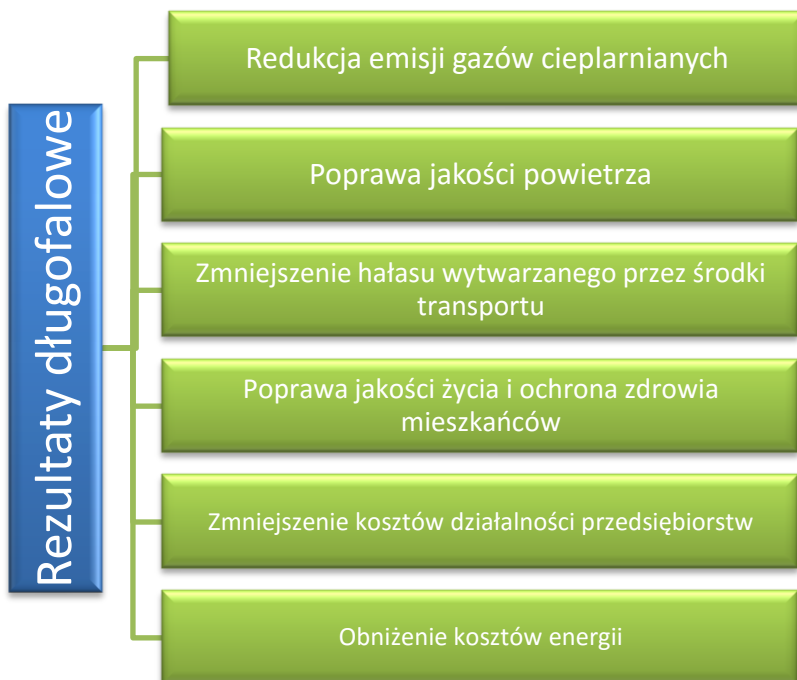 Rezultaty długofalowe
Redukcja emisji gazów cieplarnianych
Poprawa jakości powietrza
Zmniejszenie hałasu wytwarzanego przez środki
transportu
Poprawa jakości życia i ochrona zdrowia
mieszkańców
Zmniejszenie kosztów działalności przedsiębiorstw
Obniżenie kosztów energii